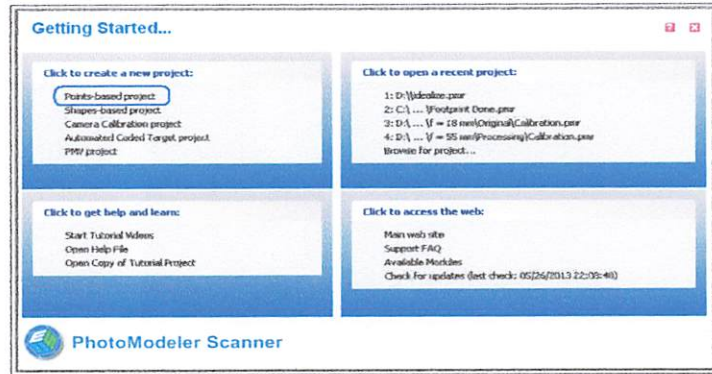 Getting Started...
Click to create a new project:
Points-based project
Shapes-based project
Camera Calibration project
Automated Coded Target project
PMV project
Click to open a recent project:
1: D:\\idealize.pmr
2: C:\ ... \Footprint Done.pmr
3: D:\ ... \f = 18 mm\Original\Calibration.pmr
4: D:\ ... \f = 55 mm\Processing\Calibration.pmr
Browse for project...
Click to get help and learn:
Start Tutorial Videos
Open Help File
Open Copy of Tutorial Project
Click to access the web:
Main web site
Support FAQ
Available Modules
Check for updates (last check: 05/26/2013 22:08:48)
PhotoModeler Scanner